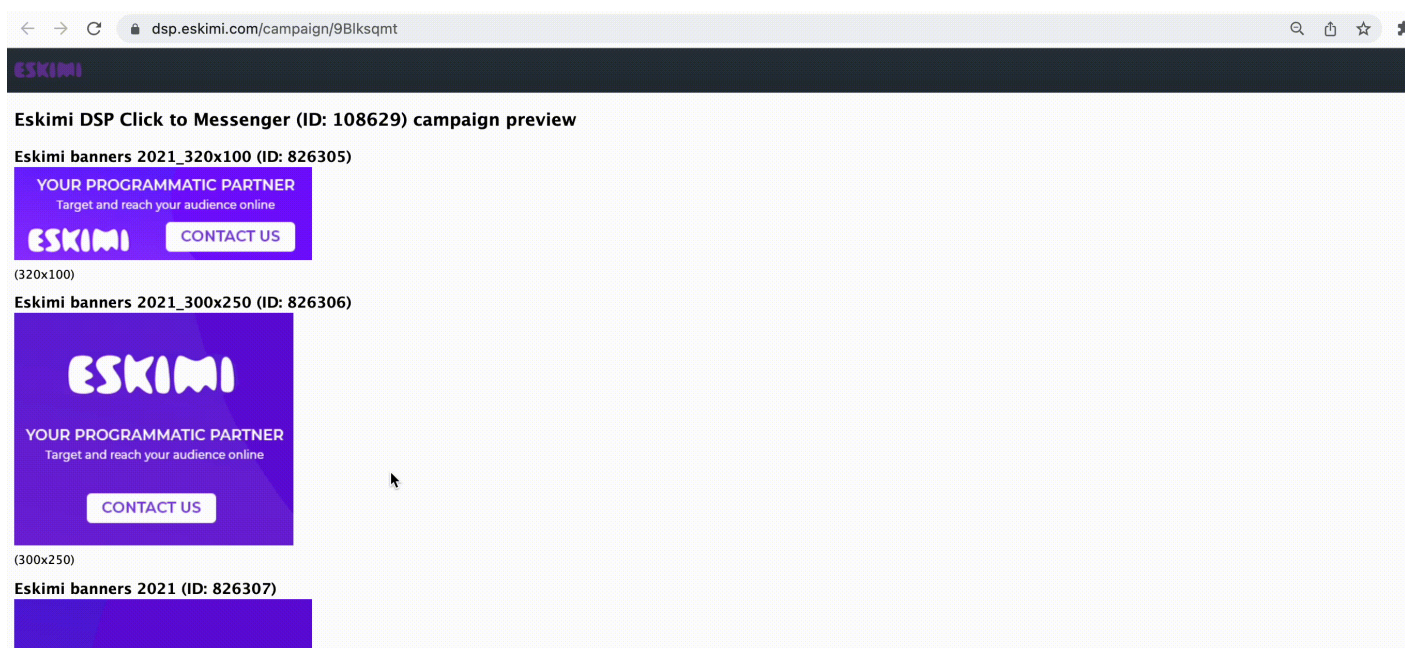 dsp.eskimi.com/campaign/9Blksqmt
ESKIMI
Eskimi DSP Click to Messenger (ID: 108629) campaign preview
Eskimi banners 2021_320x100 (ID: 826305)
YOUR PROGRAMMATIC PARTNER
Target and reach your audience online
ESKIMI CONTACT US
(320x100)
Eskimi banners 2021_300x250 (ID: 826306)
ESKIMI
YOUR PROGRAMMATIC PARTNER
Target and reach your audience online
CONTACT US
(300x250)
Eskimi banners 2021 (ID: 826307)